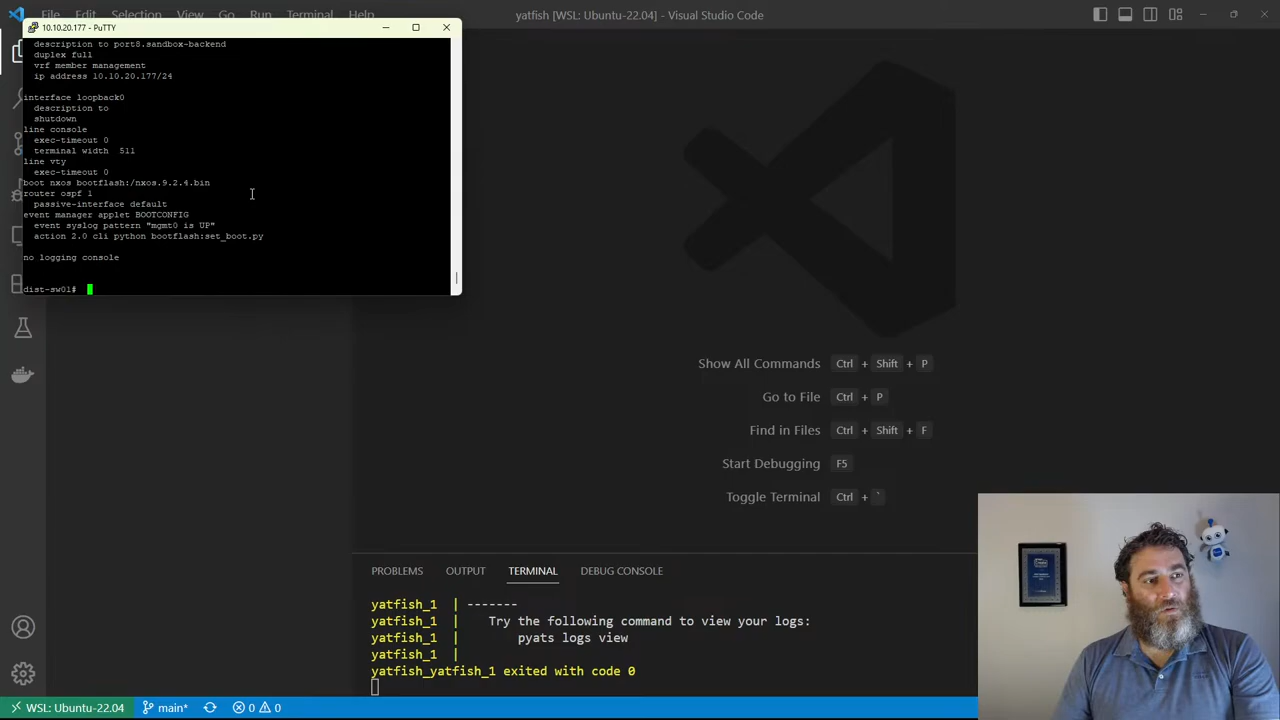 File Edit Selection View Go Run Terminal Help
yatfish [WSL: Ubuntu-22.04] - Visual Studio Code
10.10.20.177 - PuTTY
description to port8.sandbox-backend
duplex full
vrf member management
ip address 10.10.20.177/24
interface loopback0
description to
shutdown
line console
exec-timeout 0
terminal width  511
line vty
exec-timeout 0
boot nxos bootflash:/nxos.9.2.4.bin
router ospf 1
passive-interface default
event manager applet BOOTCONFIG
event syslog pattern "mgmt0 is UP"
action 2.0 cli python bootflash:set_boot.py
no logging console
dist-sw01#
Show All Commands Ctrl + Shift + P
Go to File Ctrl + P
Find in Files Ctrl + Shift + F
Start Debugging F5
Toggle Terminal Ctrl + `
PROBLEMS OUTPUT TERMINAL DEBUG CONSOLE
yatfish_1 | -------
yatfish_1 | Try the following command to view your logs:
yatfish_1 | pyats logs view
yatfish_1 |
yatfish_yatfish_1 exited with code 0
WSL: Ubuntu-22.04 main* 0 0